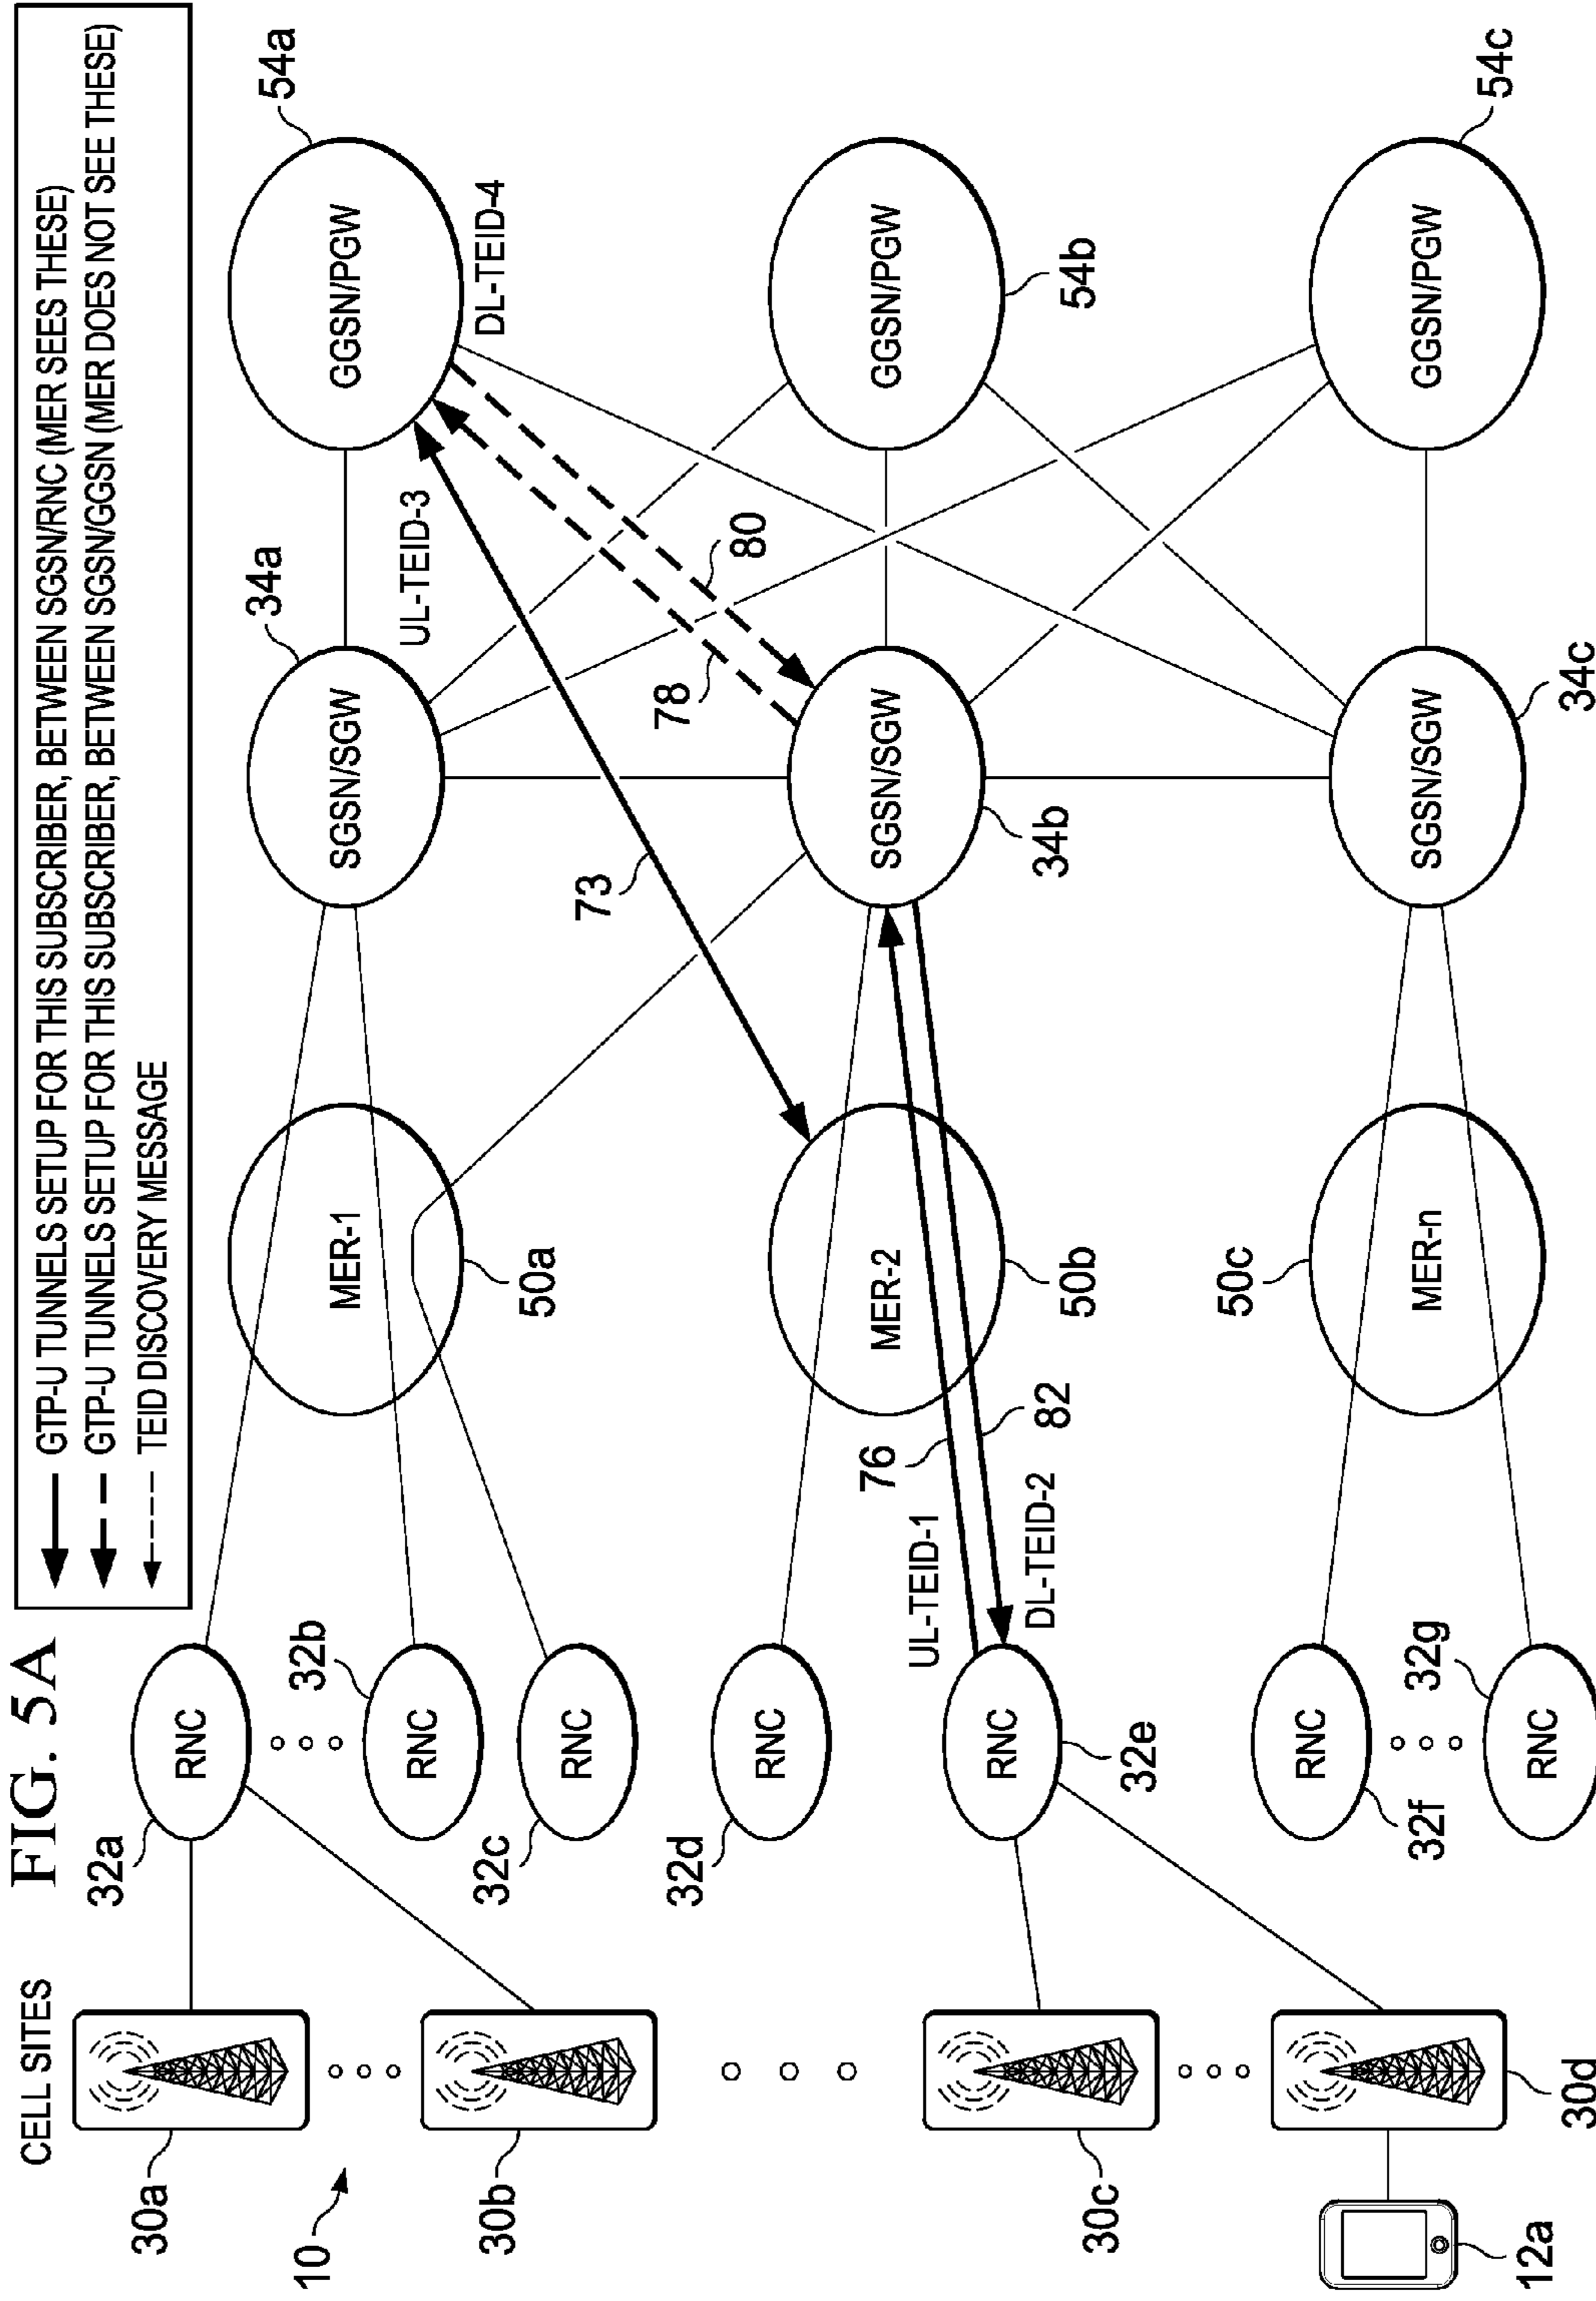 FIG. 5A
GTP-U TUNNELS SETUP FOR THIS SUBSCRIBER, BETWEEN SGSN/RNC (MER SEES THESE)
GTP-U TUNNELS SETUP FOR THIS SUBSCRIBER, BETWEEN SGSN/GGSN (MER DOES NOT SEE THESE)
TEID DISCOVERY MESSAGE
CELL SITES
30a
10
30b
30c
30d
12a
32a
RNC
32b
RNC
32c
RNC
32d
RNC
32e
RNC
32f
RNC
32g
RNC
UL-TEID-1
DL-TEID-2
76
82
MER-1
50a
MER-2
50b
MER-n
50c
73
34a
SGSN/SGW
SGSN/SGW
34b
SGSN/SGW
34c
UL-TEID-3
78
80
DL-TEID-4
GGSN/PGW
54a
GGSN/PGW
54b
GGSN/PGW
54c